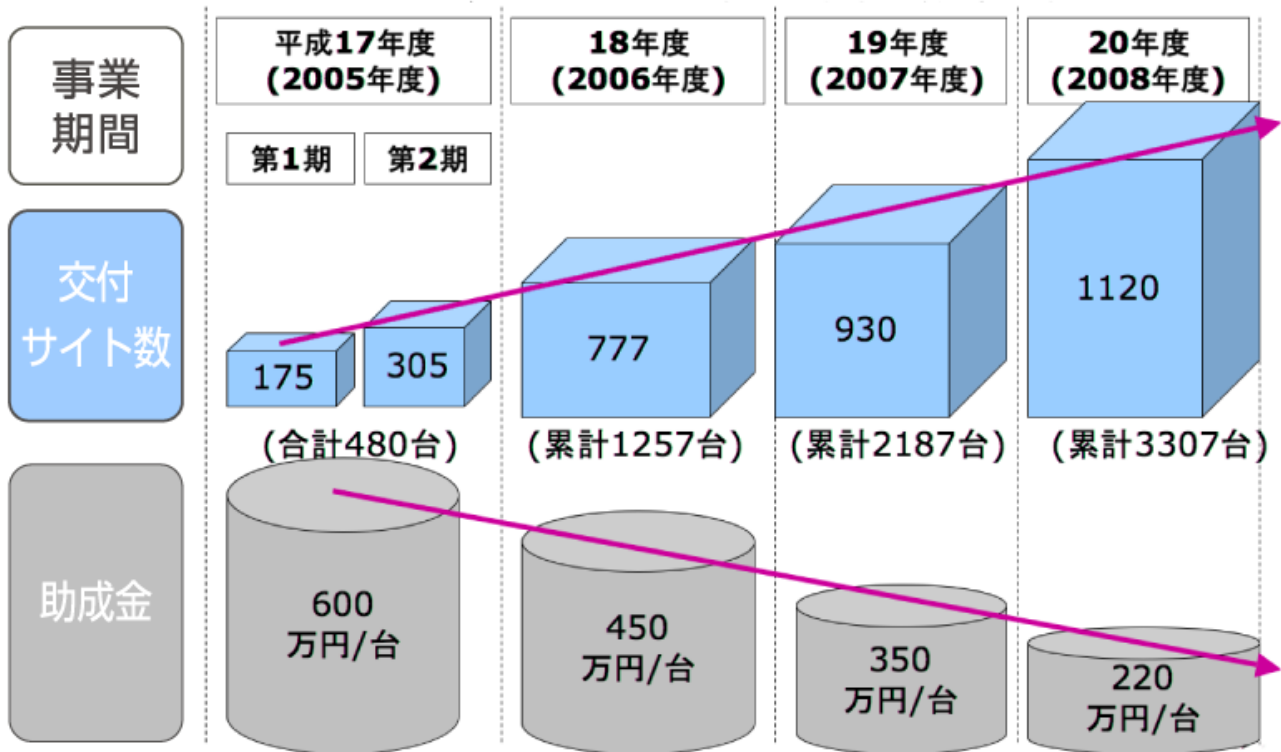 事業
期間
平成17年度
(2005年度)
18年度
(2006年度)
19年度
(2007年度)
20年度
(2008年度)
第1期
第2期
交付
サイト数
175
305
777
930
1120
(合計480台)
(累計1257台)
(累計2187台)
(累計3307台)
助成金
600
万円/台
450
万円/台
350
万円/台
220
万円/台